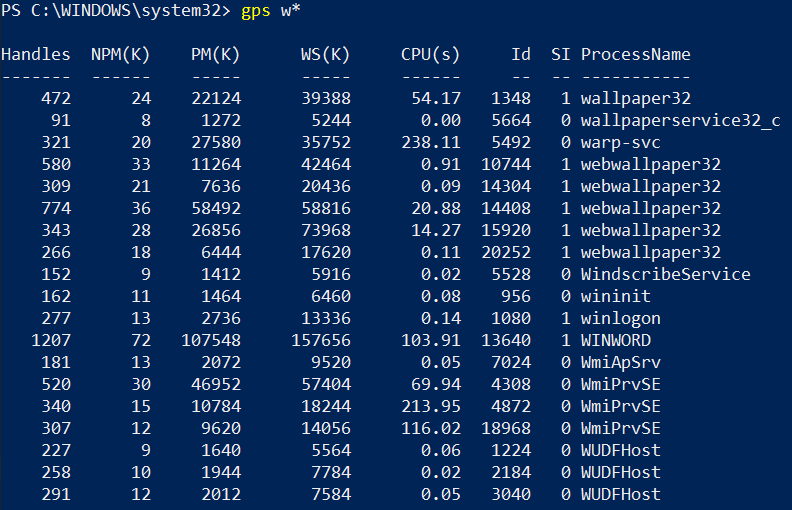 PS C:\WINDOWS\system32> gps w*
Handles NPM(K) PM(K) WS(K) CPU(s) Id SI ProcessName
------- ------ ----- ----- ------ -- -- -----------
472 24 22124 39388 54.17 1348 1 wallpaper32
91 8 1272 5244 0.00 5664 0 wallpaperservice32_c
321 20 27580 35752 238.11 5492 0 warp-svc
580 33 11264 42464 0.91 10744 1 webwallpaper32
309 21 7636 20436 0.09 14304 1 webwallpaper32
774 36 58492 58816 20.88 14408 1 webwallpaper32
343 28 26856 73968 14.27 15920 1 webwallpaper32
266 18 6444 17620 0.11 20252 1 webwallpaper32
152 9 1412 5916 0.02 5528 0 WindscribeService
162 11 1464 6460 0.08 956 0 wininit
277 13 2736 13336 0.14 1080 1 winlogon
1207 72 107548 157656 103.91 13640 1 WINWORD
181 13 2072 9520 0.05 7024 0 WmiApSrv
520 30 46952 57404 69.94 4308 0 WmiPrvSE
340 15 10784 18244 213.95 4872 0 WmiPrvSE
307 12 9620 14056 116.02 18968 0 WmiPrvSE
227 9 1640 5564 0.06 1224 0 WUDFHost
258 10 1944 7784 0.02 2184 0 WUDFHost
291 12 2012 7584 0.05 3040 0 WUDFHost